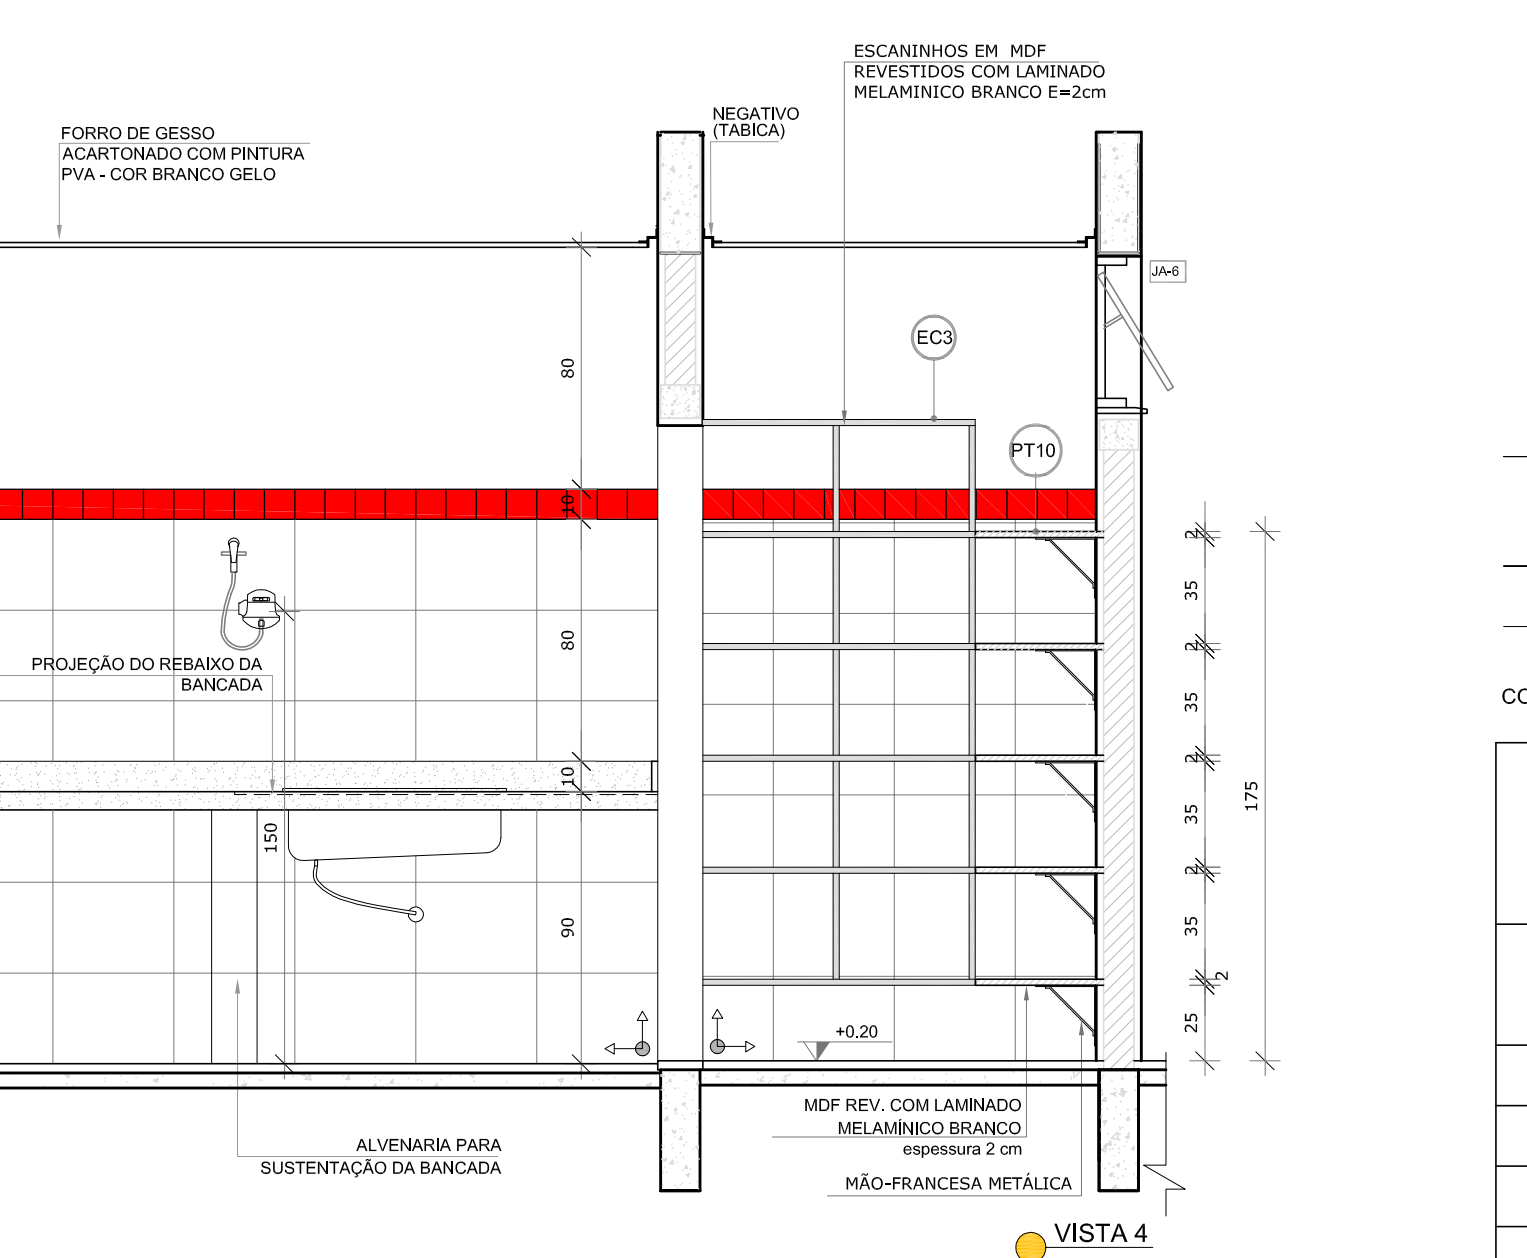 ESCANINHOS EM MDF
REVESTIDOS COM LAMINADO
MELAMINICO BRANCO E=2cm
NEGATIVO
(TABICA)
FORRO DE GESSO
ACARTONADO COM PINTURA
PVA - COR BRANCO GELO
JA-6
EC3
80
PT10
10
2
35
80
2
PROJEÇÃO DO REBAIXO DA
BANCADA
35
CO
2
10
175
35
150
2
35
90
2
25
+0.20
MDF REV. COM LAMINADO
MELAMÍNICO BRANCO
espessura 2 cm
ALVENARIA PARA
SUSTENTAÇÃO DA BANCADA
MÃO-FRANCESA METÁLICA
VISTA 4